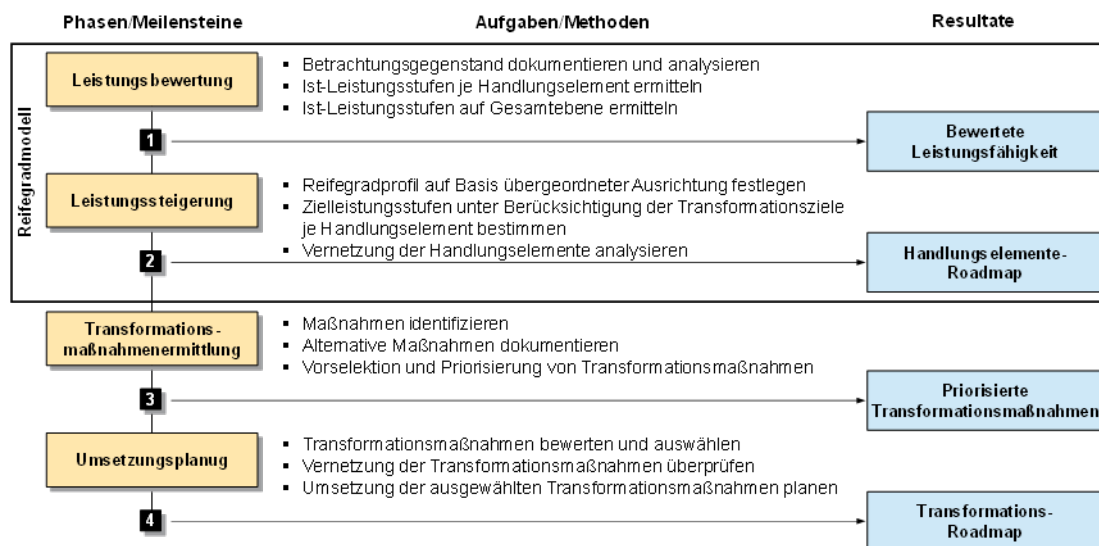 Phasen/Meilensteine
Aufgaben/Methoden
Resultate
Reifegradmodell
Leistungsbewertung
▪ Betrachtungsgegenstand dokumentieren und analysieren
▪ Ist-Leistungsstufen je Handlungselement ermitteln
▪ Ist-Leistungsstufen auf Gesamtebene ermitteln
1
Bewertete
Leistungsfähigkeit
Leistungssteigerung
▪ Reifegradprofil auf Basis übergeordneter Ausrichtung festlegen
▪ Zielleistungsstufen unter Berücksichtigung der Transformationsziele
je Handlungselement bestimmen
▪ Vernetzung der Handlungselemente analysieren
2
Handlungselemente-
Roadmap
Transformations-
maßnahmenermittlung
▪ Maßnahmen identifizieren
▪ Alternative Maßnahmen dokumentieren
▪ Vorselektion und Priorisierung von Transformationsmaßnahmen
3
Priorisierte
Transformationsmaßnahmen
Umsetzungsplanug
▪ Transformationsmaßnahmen bewerten und auswählen
▪ Vernetzung der Transformationsmaßnahmen überprüfen
▪ Umsetzung der ausgewählten Transformationsmaßnahmen planen
4
Transformations-
Roadmap